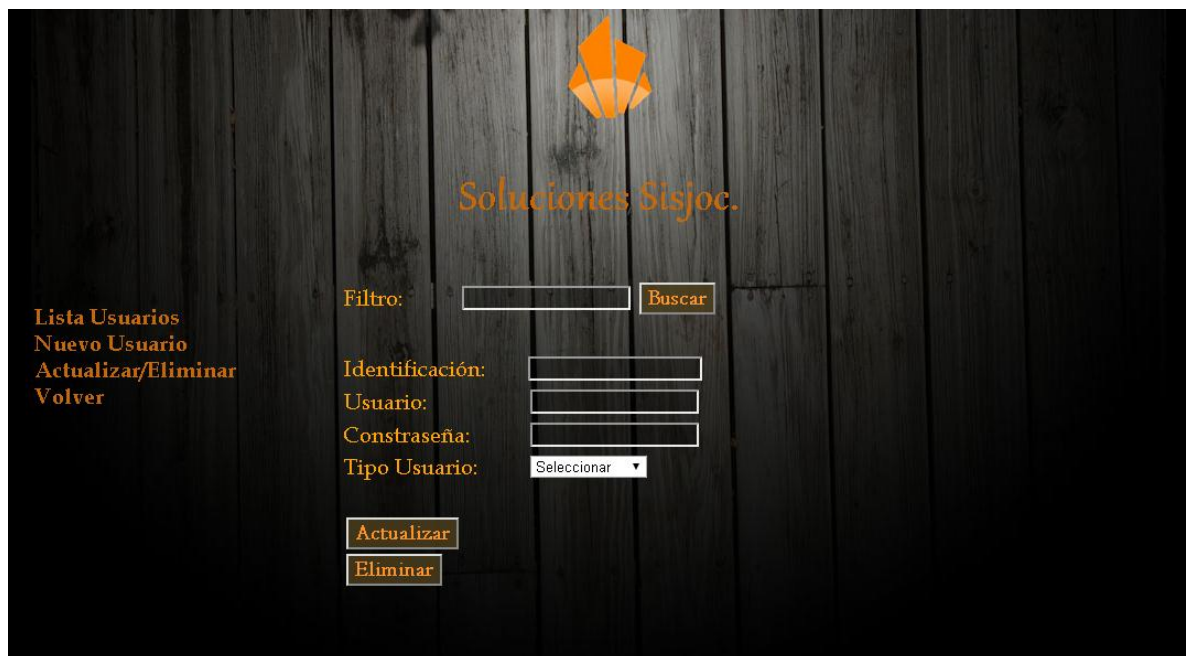 Soluciones Sisjoc.
Lista Usuarios
Nuevo Usuario
Actualizar/Eliminar
Volver
Filtro: Buscar
Identificación:
Usuario:
Constraseña:
Tipo Usuario: Seleccionar
Actualizar
Eliminar